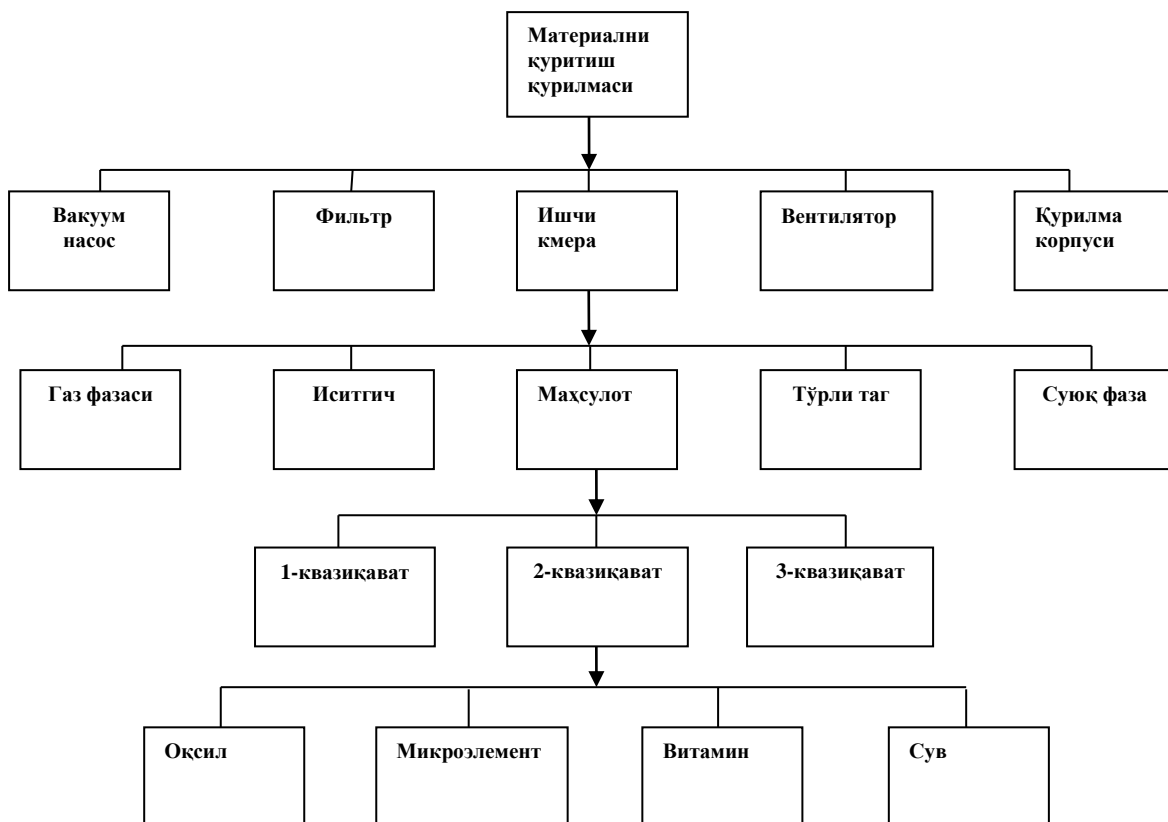 Материални
қуритиш
қурилмаси
Вакуум
насос
Фильтр
Ишчи
кмера
Вентилятор
Қурилма
корпуси
Газ фазаси
Иситгич
Маҳсулот
Тўрли таг
Суюқ фаза
1-квазиқават
2-квазиқават
3-квазиқават
Оқсил
Микроэлемент
Витамин
Сув